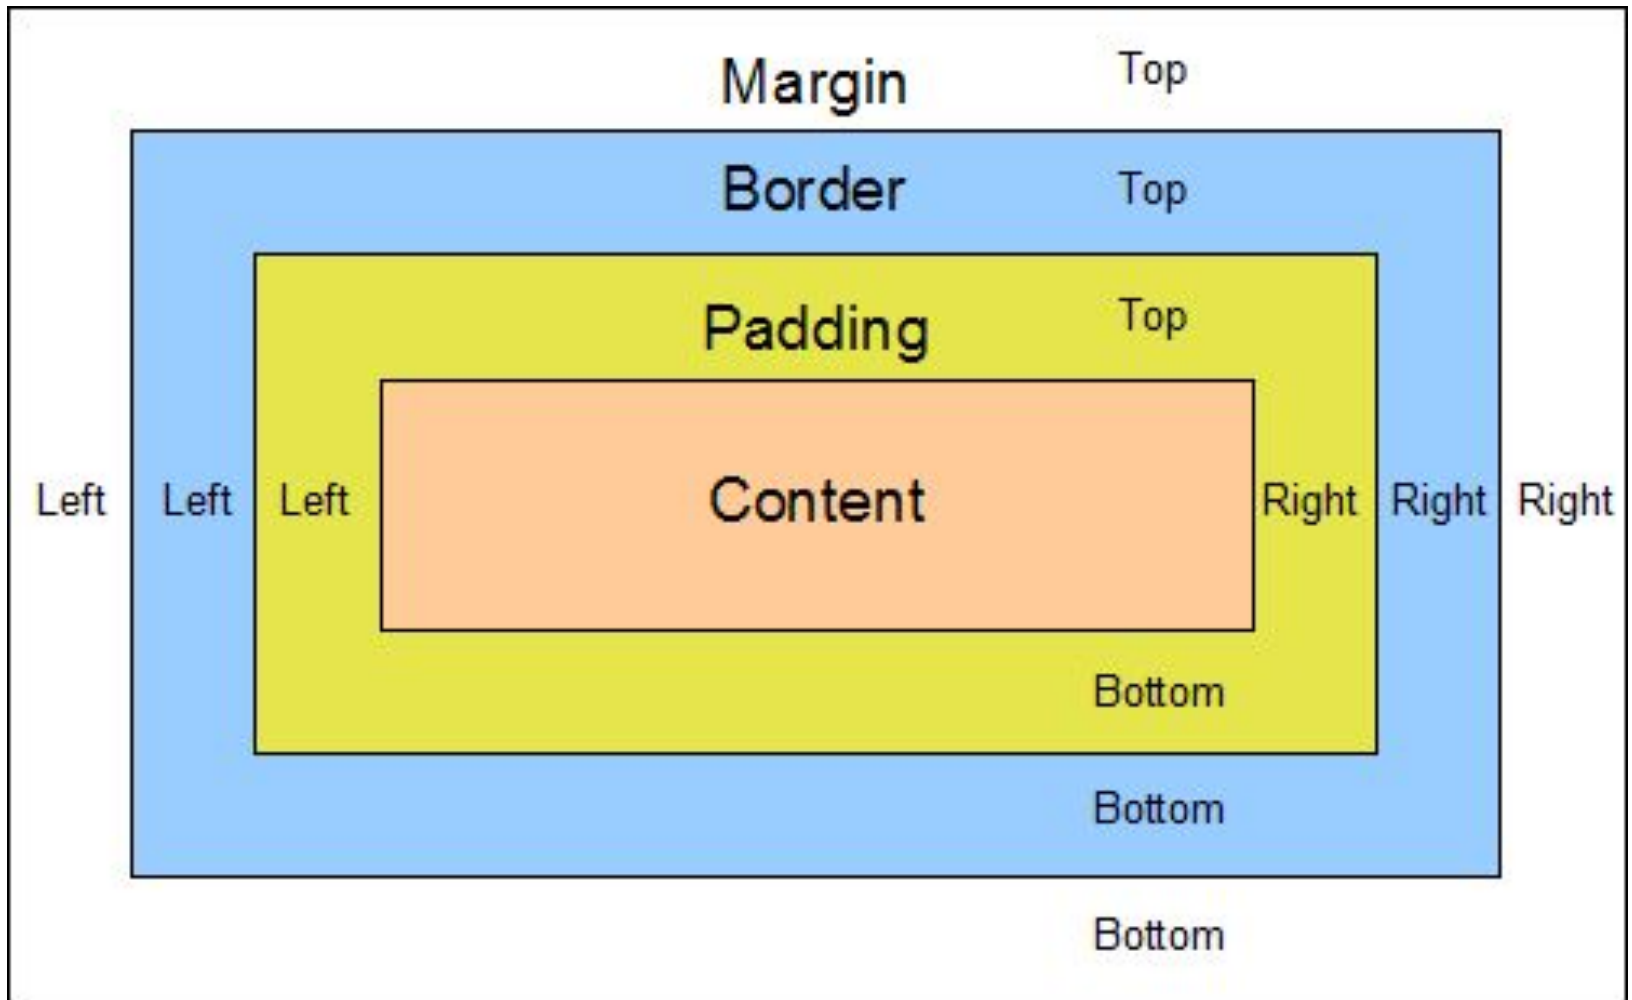 Margin Top
Border Top
Padding Top
Left Left Left Content Right Right Right
Bottom
Bottom
Bottom